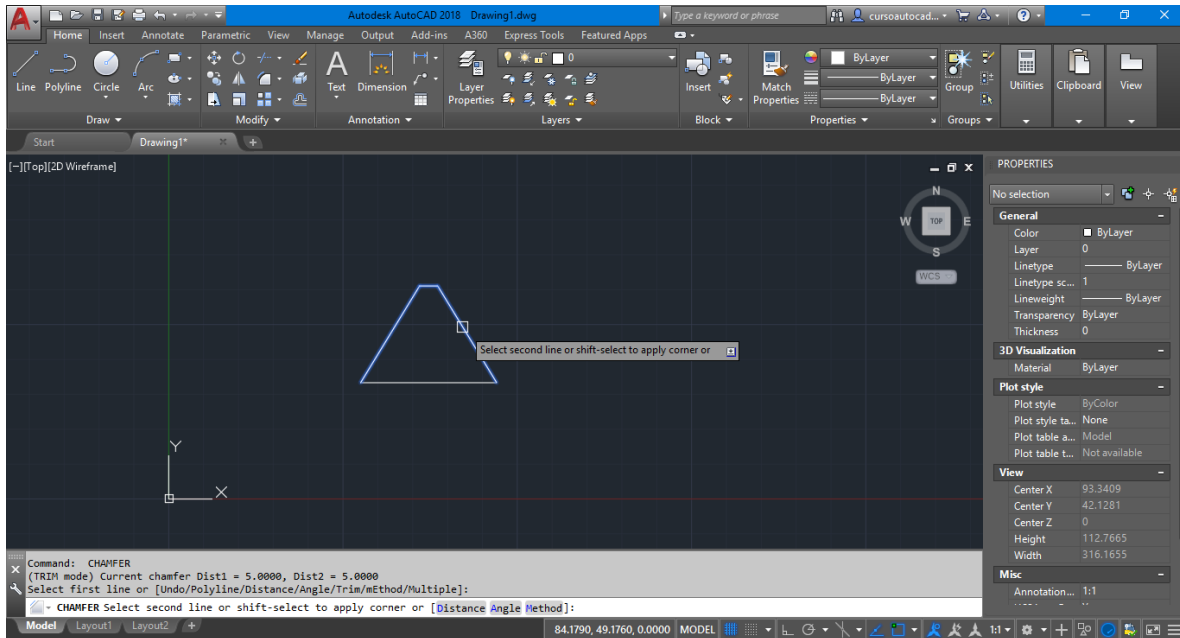 Autodesk AutoCAD 2018 Drawing1.dwg
Type a keyword or phrase
cursoautocad...
Home Insert Annotate Parametric View Manage Output Add-ins A360 Express Tools Featured Apps
0
ByLayer
ByLayer
ByLayer
Line Polyline Circle Arc
Text Dimension
Layer Properties
Insert
Match Properties
Group
Utilities
Clipboard
View
Draw
Modify
Annotation
Layers
Block
Properties
Groups
Start
Drawing1*
[−][Top][2D Wireframe]
N
W TOP E
S
WCS
Select second line or shift-select to apply corner or
Y
X
PROPERTIES
No selection
General
Color ByLayer
Layer 0
Linetype ByLayer
Linetype sc... 1
Lineweight ByLayer
Transparency ByLayer
Thickness 0
3D Visualization
Material ByLayer
Plot style
Plot style ByColor
Plot style ta... None
Plot table a... Model
Plot table t... Not available
View
Center X 93.3409
Center Y 42.1281
Center Z 0
Height 112.7665
Width 316.1655
Misc
Annotation... 1:1
Command: CHAMFER
(TRIM mode) Current chamfer Dist1 = 5.0000, Dist2 = 5.0000
Select first line or [Undo/Polyline/Distance/Angle/Trim/mEthod/Multiple]:
CHAMFER Select second line or shift-select to apply corner or [Distance Angle Method]:
Model Layout1 Layout2 +
84.1790, 49.1760, 0.0000 MODEL
1:1